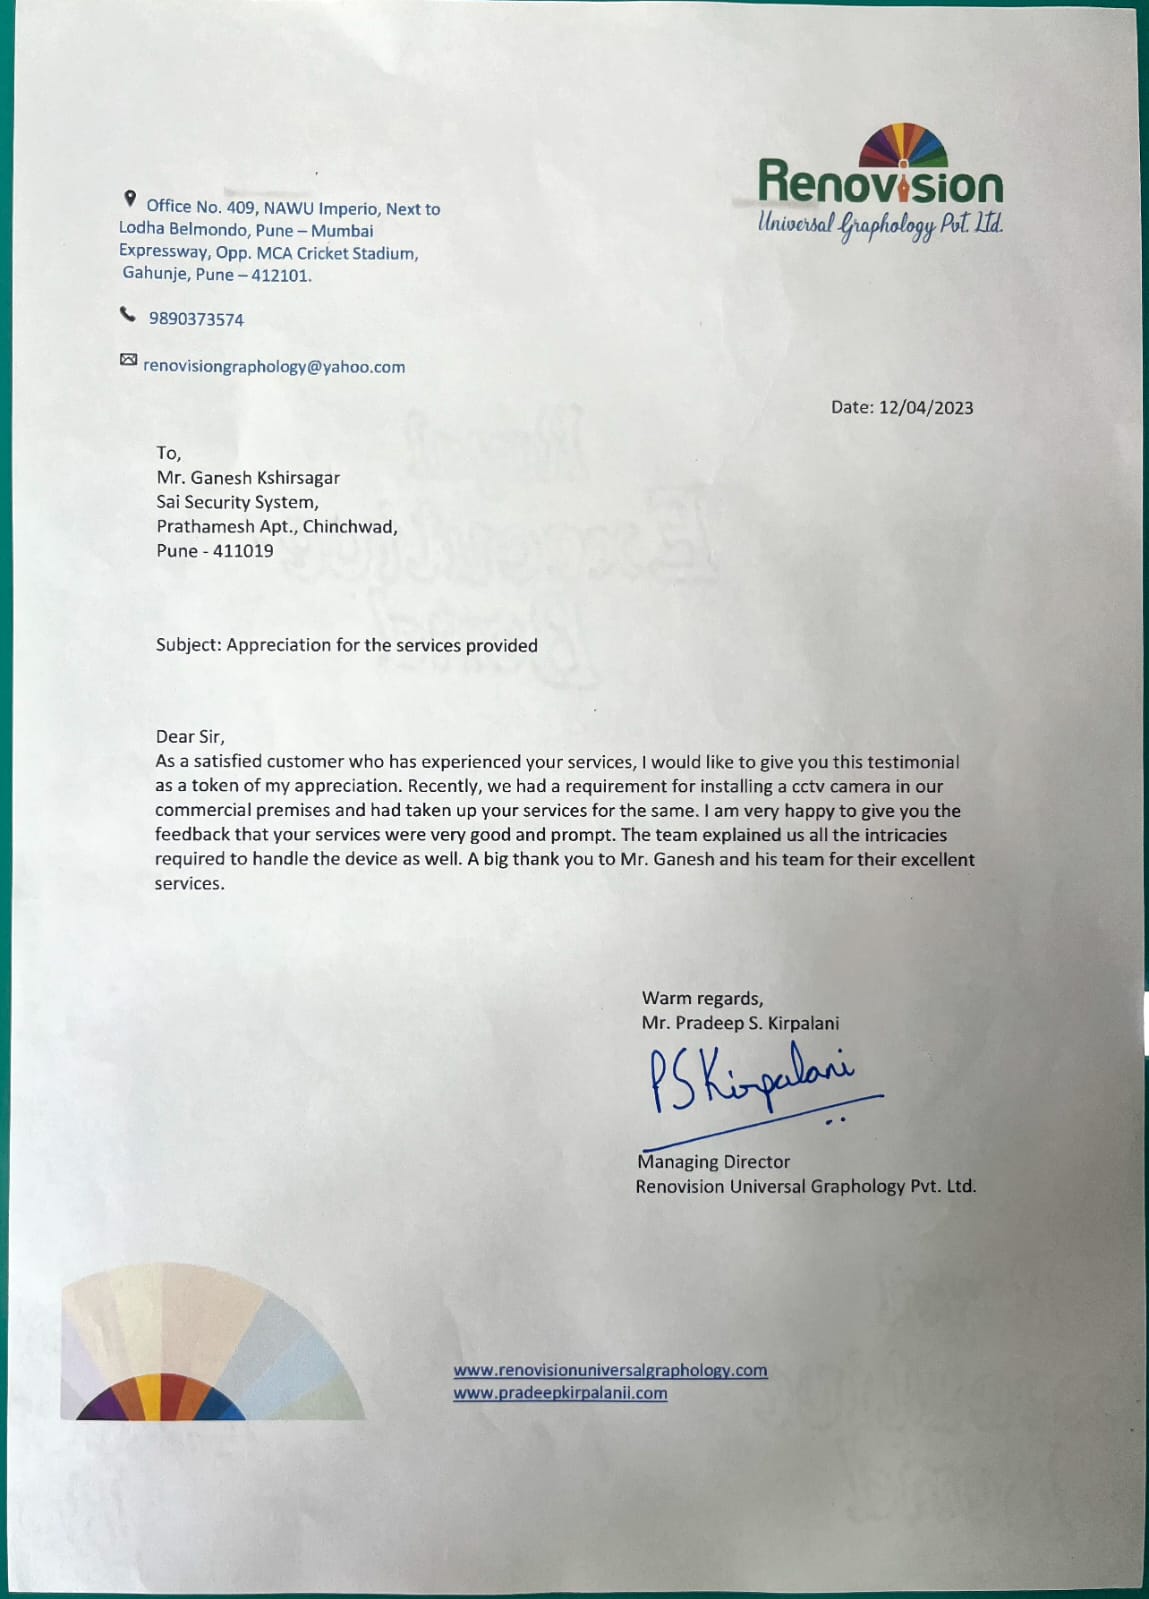 Renovision
Universal Graphology Pvt. Ltd.
Office No. 409, NAWU Imperio, Next to
Lodha Belmondo, Pune – Mumbai
Expressway, Opp. MCA Cricket Stadium,
Gahunje, Pune – 412101.
9890373574
renovisiongraphology@yahoo.com
Date: 12/04/2023
To,
Mr. Ganesh Kshirsagar
Sai Security System,
Prathamesh Apt., Chinchwad,
Pune - 411019
Subject: Appreciation for the services provided
Dear Sir,
As a satisfied customer who has experienced your services, I would like to give you this testimonial
as a token of my appreciation. Recently, we had a requirement for installing a cctv camera in our
commercial premises and had taken up your services for the same. I am very happy to give you the
feedback that your services were very good and prompt. The team explained us all the intricacies
required to handle the device as well. A big thank you to Mr. Ganesh and his team for their excellent
services.
Warm regards,
Mr. Pradeep S. Kirpalani
PSKirpalani
Managing Director
Renovision Universal Graphology Pvt. Ltd.
www.renovisionuniversalgraphology.com
www.pradeepkirpalanii.com